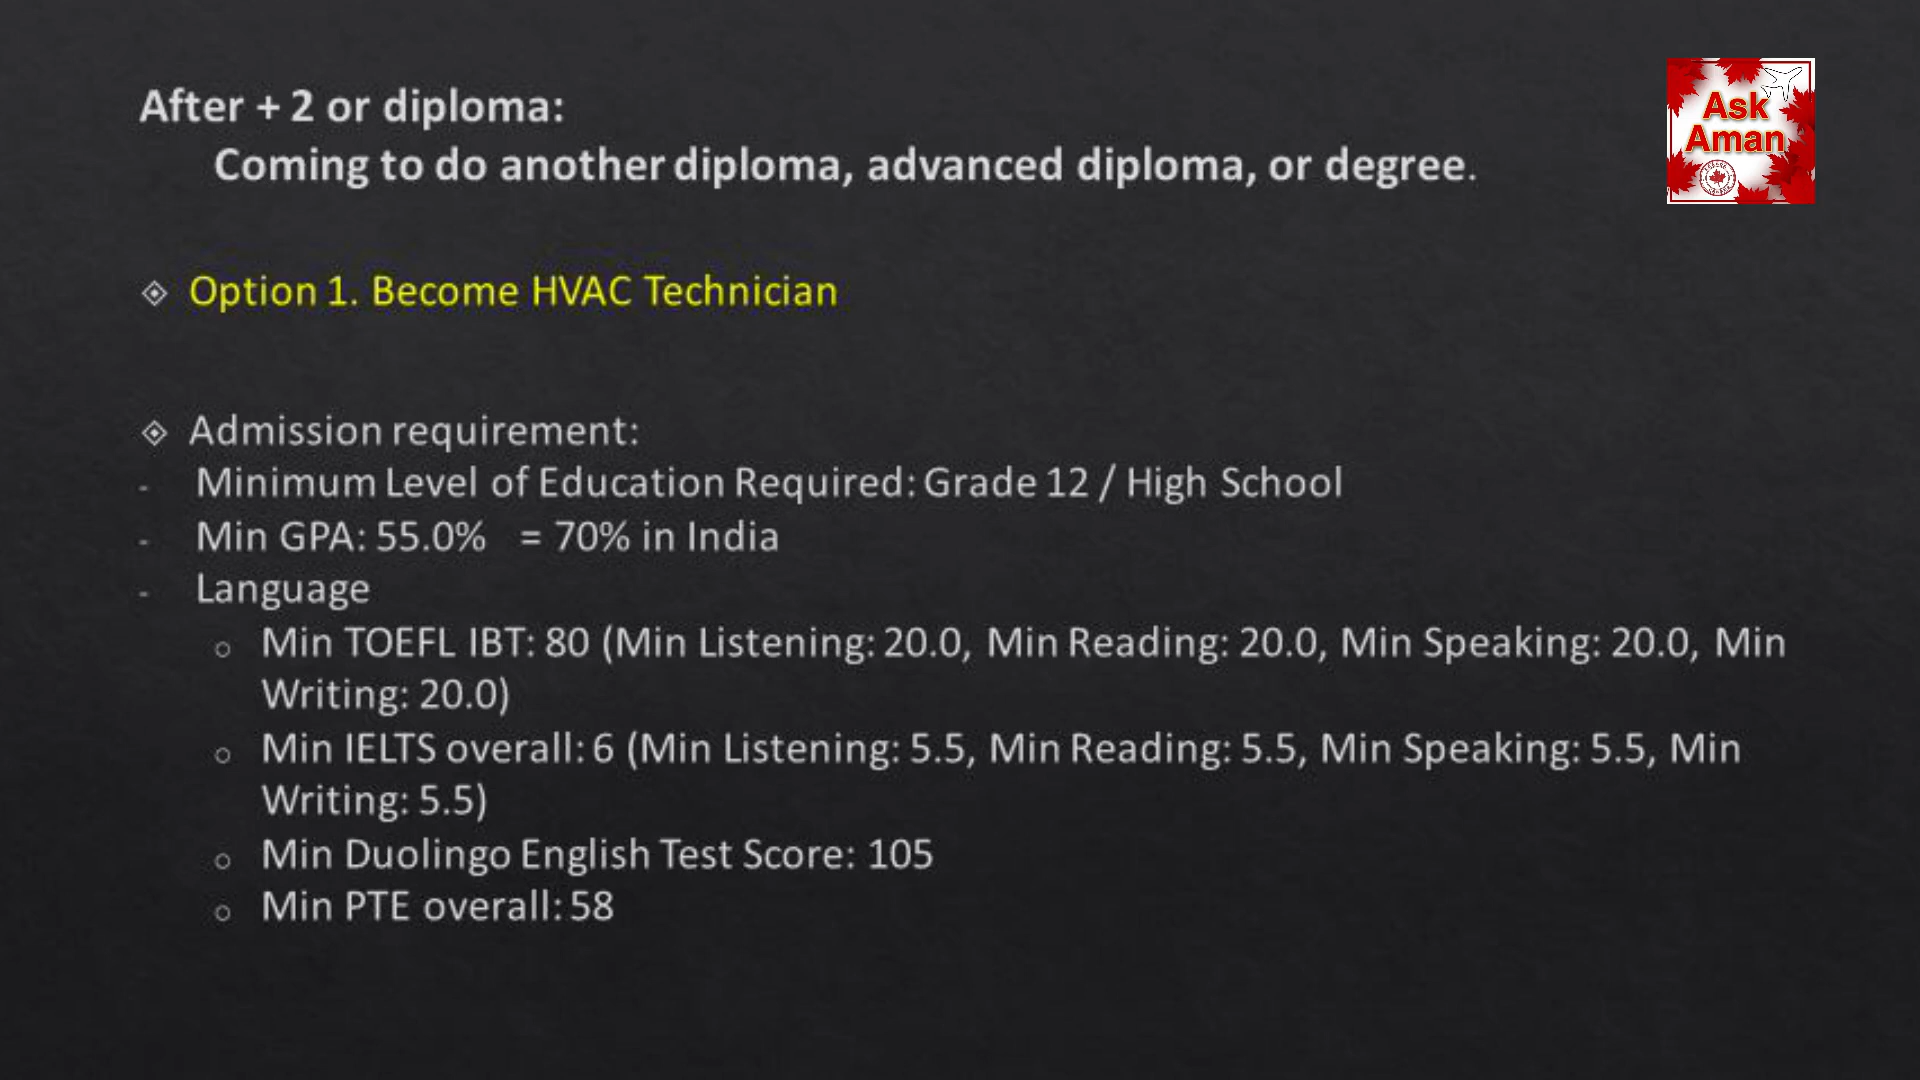 After + 2 or diploma:
Coming to do another diploma, advanced diploma, or degree.
Ask
Aman
Option 1. Become HVAC Technician
Admission requirement:
- Minimum Level of Education Required: Grade 12 / High School
- Min GPA: 55.0% = 70% in India
- Language
o Min TOEFL IBT: 80 (Min Listening: 20.0, Min Reading: 20.0, Min Speaking: 20.0, Min
Writing: 20.0)
o Min IELTS overall: 6 (Min Listening: 5.5, Min Reading: 5.5, Min Speaking: 5.5, Min
Writing: 5.5)
o Min Duolingo English Test Score: 105
o Min PTE overall: 58